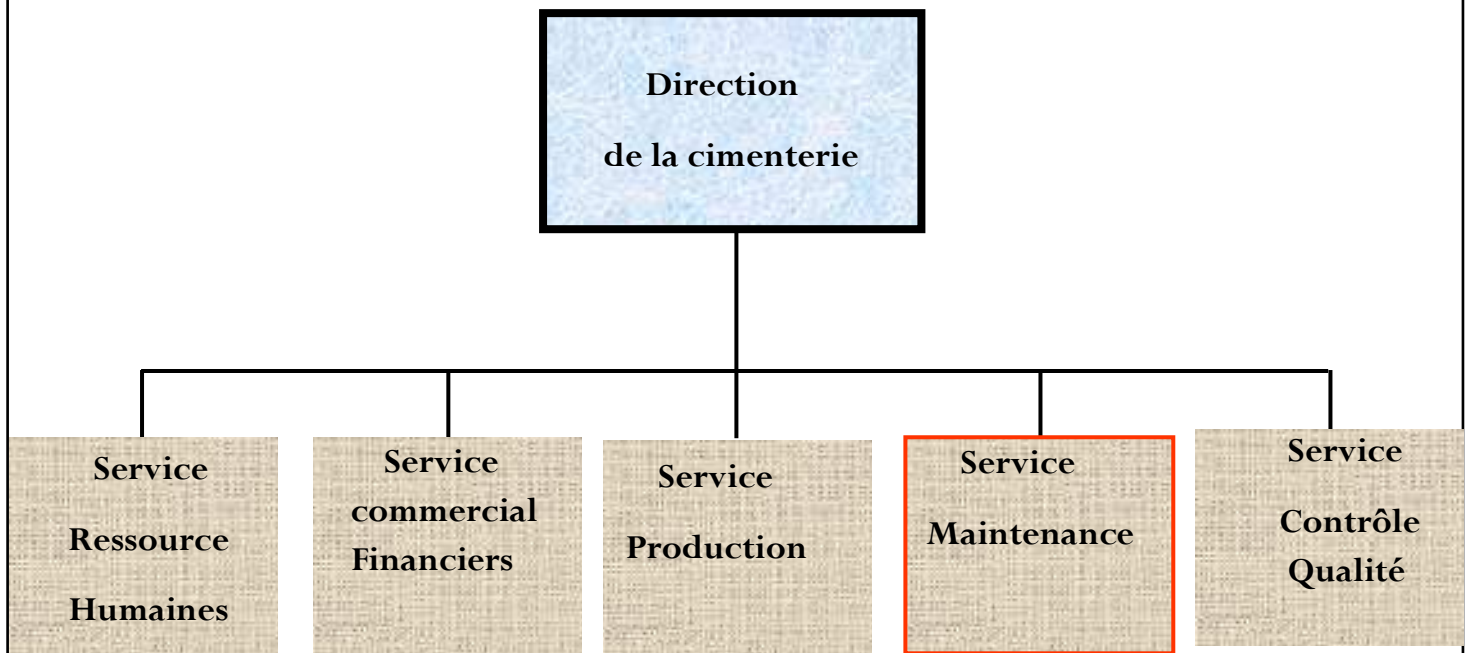 Direction
de la cimenterie
Service
Ressource
Humaines
Service
commercial
Financiers
Service
Production
Service
Maintenance
Service
Contrôle
Qualité